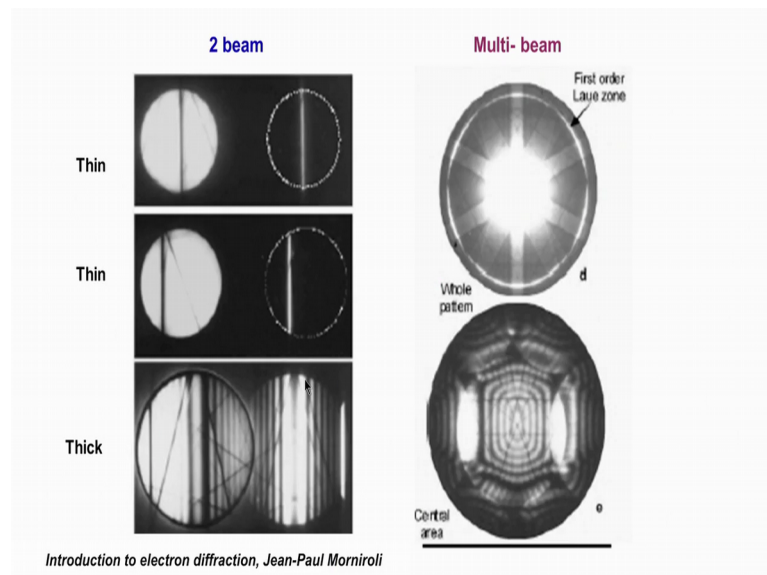 2 beam
Multi- beam
First order
Laue zone
Thin
d
Thin
Whole
pattern
Thick
e
Central
area
Introduction to electron diffraction, Jean-Paul Morniroli